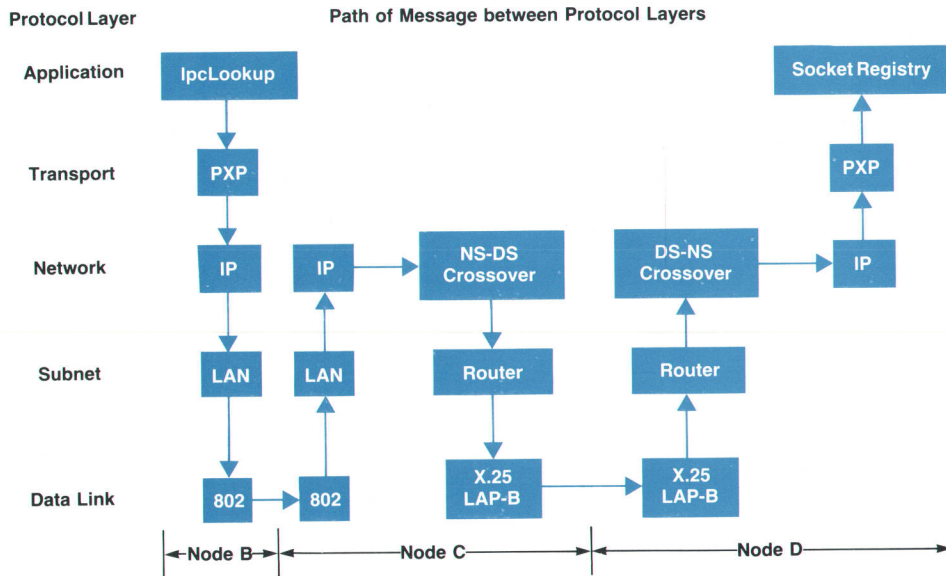 Protocol Layer
Path of Message between Protocol Layers
Application
IpcLookup
Socket Registry
Transport
PXP
PXP
Network
IP
IP
NS-DS
Crossover
DS-NS
Crossover
IP
Subnet
LAN
LAN
Router
Router
Data Link
802
802
X.25
LAP-B
X.25
LAP-B
Node B
Node C
Node D